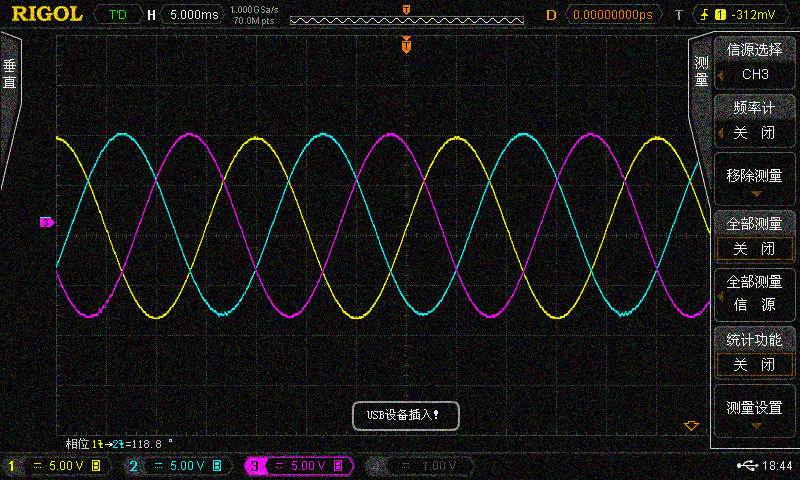 RIGOL T'D H 5.000ms 1.000GSa/s 70.0Mpts D 0.00000000ps T 1 -312mV
T
T
垂直
测量
信源选择
CH3
频率计
关 闭
移除测量
全部测量
关 闭
全部测量
信 源
统计功能
关 闭
测量设置
3
USB设备插入!
相位1→2=118.8 °
1 = 5.00 V B 2 = 5.00 V B 3 = 5.00 V B 4 = 1.00 V 18:44